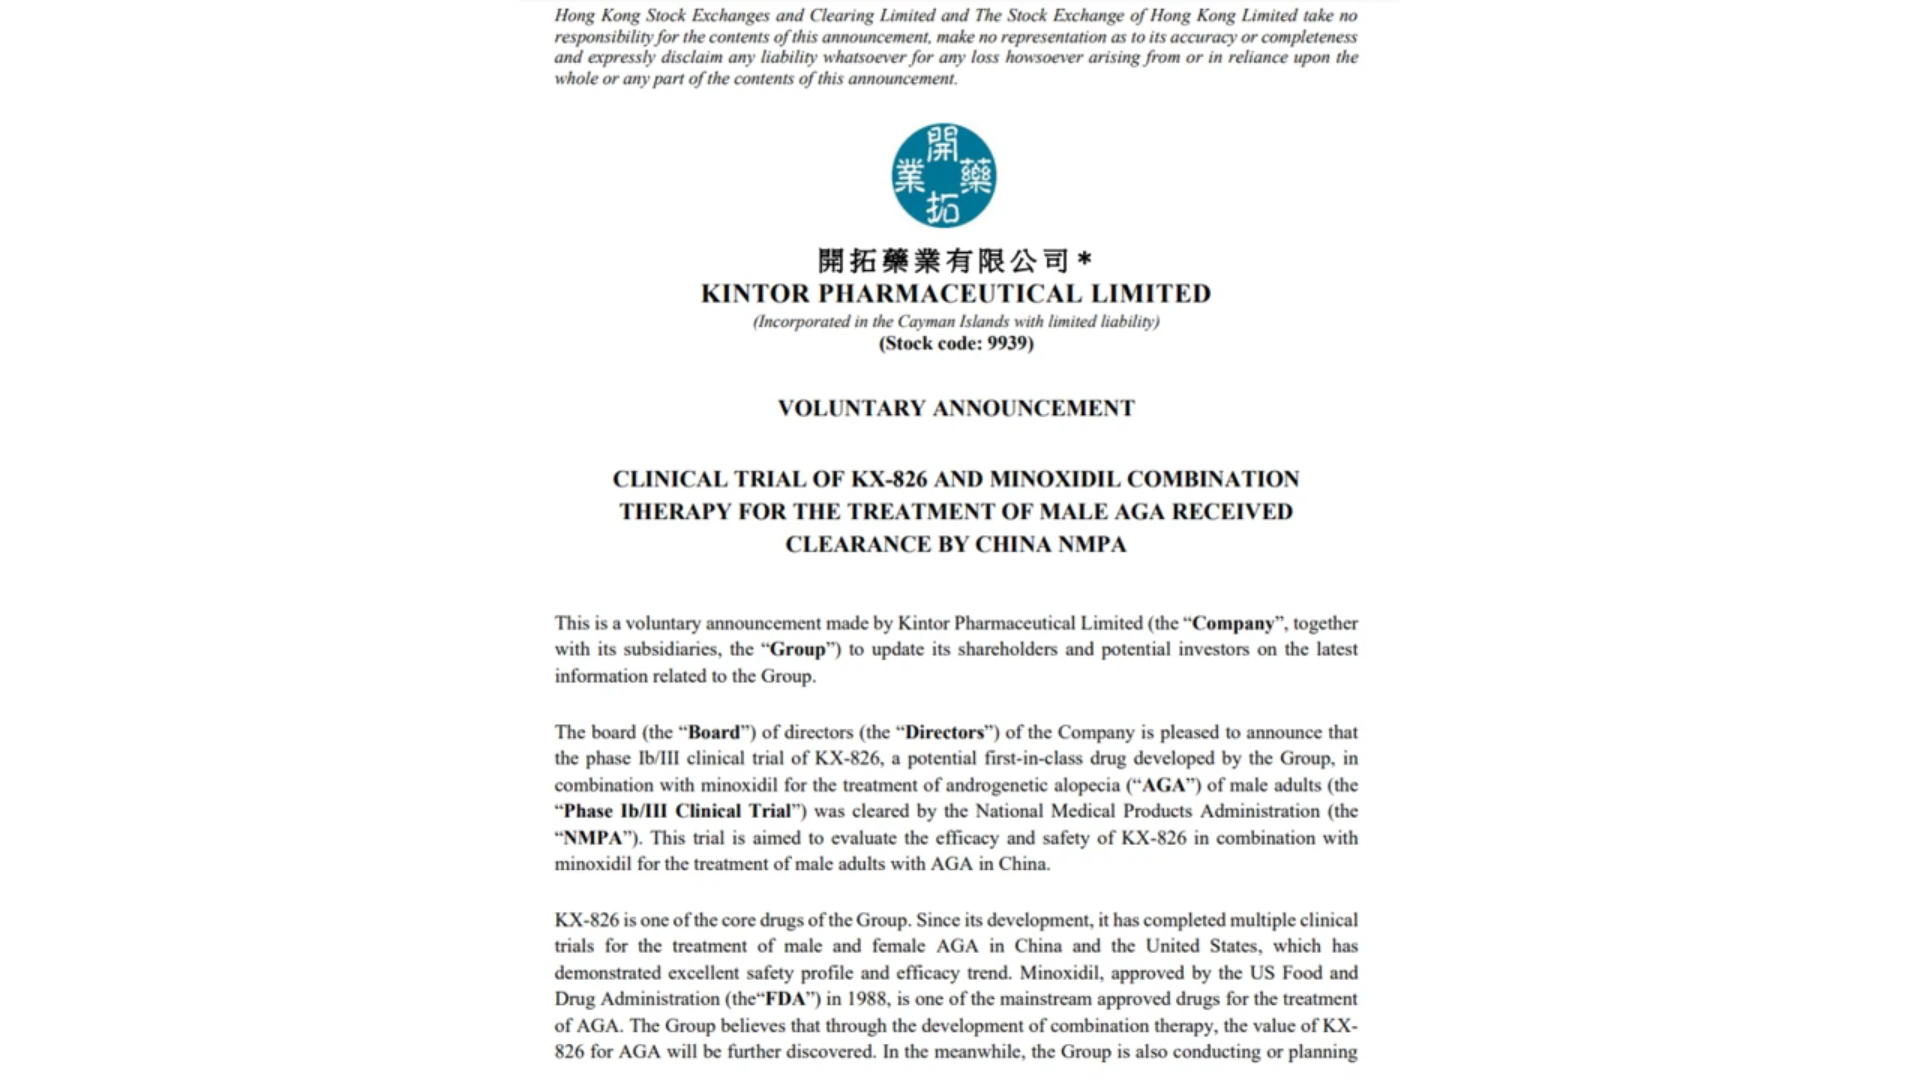 Hong Kong Stock Exchanges and Clearing Limited and The Stock Exchange of Hong Kong Limited take no
responsibility for the contents of this announcement, make no representation as to its accuracy or completeness
and expressly disclaim any liability whatsoever for any loss howsoever arising from or in reliance upon the
whole or any part of the contents of this announcement.
開
業 藥
拓
開拓藥業有限公司*
KINTOR PHARMACEUTICAL LIMITED
(Incorporated in the Cayman Islands with limited liability)
(Stock code: 9939)
VOLUNTARY ANNOUNCEMENT
CLINICAL TRIAL OF KX-826 AND MINOXIDIL COMBINATION
THERAPY FOR THE TREATMENT OF MALE AGA RECEIVED
CLEARANCE BY CHINA NMPA
This is a voluntary announcement made by Kintor Pharmaceutical Limited (the “Company”, together
with its subsidiaries, the “Group”) to update its shareholders and potential investors on the latest
information related to the Group.
The board (the “Board”) of directors (the “Directors”) of the Company is pleased to announce that
the phase Ib/III clinical trial of KX-826, a potential first-in-class drug developed by the Group, in
combination with minoxidil for the treatment of androgenetic alopecia (“AGA”) of male adults (the
“Phase Ib/III Clinical Trial”) was cleared by the National Medical Products Administration (the
“NMPA”). This trial is aimed to evaluate the efficacy and safety of KX-826 in combination with
minoxidil for the treatment of male adults with AGA in China.
KX-826 is one of the core drugs of the Group. Since its development, it has completed multiple clinical
trials for the treatment of male and female AGA in China and the United States, which has
demonstrated excellent safety profile and efficacy trend. Minoxidil, approved by the US Food and
Drug Administration (the“FDA”) in 1988, is one of the mainstream approved drugs for the treatment
of AGA. The Group believes that through the development of combination therapy, the value of KX-
826 for AGA will be further discovered. In the meanwhile, the Group is also conducting or planning